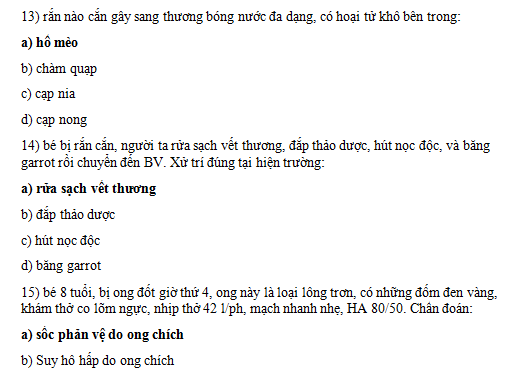 13) rắn nào cắn gây sang thương bóng nước đa dạng, có hoại tử khô bên trong:
a) hổ mèo
b) chàm quạp
c) cạp nia
d) cạp nong
14) bé bị rắn cắn, người ta rửa sạch vết thương, đắp thảo dược, hút nọc độc, và băng
garrot rồi chuyển đến BV. Xử trí đúng tại hiện trường:
a) rửa sạch vết thương
b) đắp thảo dược
c) hút nọc độc
d) băng garrot
15) bé 8 tuổi, bị ong đốt giờ thứ 4, ong này là loại lông trơn, có những đốm đen vàng,
khám thở co lõm ngực, nhịp thở 42 l/ph, mạch nhanh nhẹ, HA 80/50. Chân đoán:
a) sốc phản vệ do ong chích
b) Suy hô hấp do ong chích